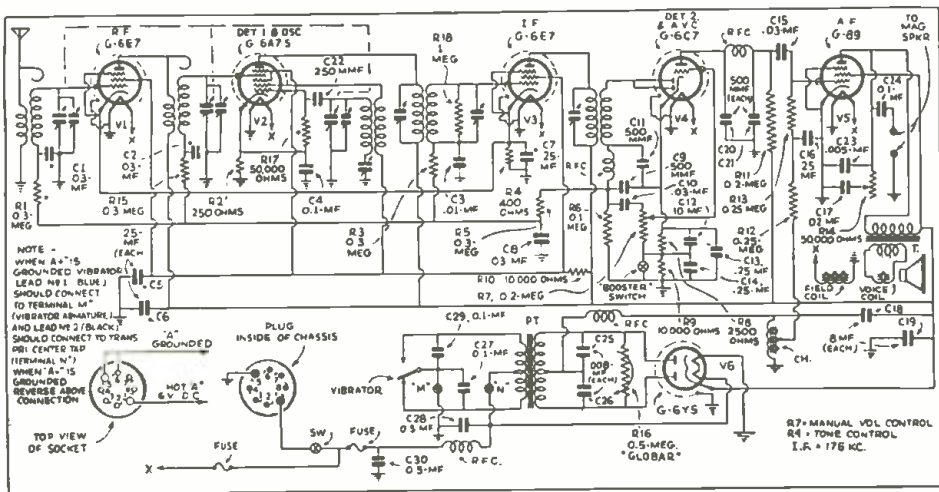 R F
G-6E7
V1
X
DET 1 & OSC
G 6A7S
V2
X
C22
250 MMF
R18
1
MEG
I.F
G-6E7
V3
X
DET 2
& A V C
G-6C7
V4
X
R F C
C15
.03-MF
500
MMF
(EACH)
C20
C21
A F
G-89
V5
X
TO
MAG
SPKR
C24
0.1-
MF
C1
.03-
MF
C2
.03-
MF
R1
0.3-
MEG
R15
0.3 MEG
R2
250 OHMS
R17
50,000
OHMS
C4
0.1-MF
R3
0.3
MEG
C3
.01-MF
R5
0.3-
MEG
R4
400
OHMS
C7
.25
MF
C8
.03 MF
R F C
R6
0.1
MEG
C11
500
MMF
C9
500
MMF
C10
.03-MF
C12
10 MF
C13
.25 MF
C14
.25-MF
R11
0.2-MEG
R13
0.25 MEG
R12
0.25-
MEG
C16
.25
MF
C23
.005-MF
C17
.02 MF
R14
50,000 OHMS
T.
X
FIELD
COIL
VOICE
COIL
"BOOSTER"
SWITCH
R10 10,000 OHMS
R7, 0.2-MEG
R9
10,000 OHMS
R8
2500
OHMS
CH.
C18
8 MF
(EACH)
C19
.25-
MF
(EACH
C5
C6
NOTE -
WHEN A+ IS
GROUNDED VIBRATOR
LEAD Nº 1 BLUE)
SHOULD CONNECT
TO TERMINAL M"
(VIBRATOR ARMATURE)
AND LEAD Nº 2 (BLACK)
SHOULD CONNECT TO TRANS
PRI CENTER TAP
(TERMINAL N")
WHEN "A-" IS
GROUNDED
REVERSE ABOVE
CONNECTION
"A"
GROUNDED
HOT A"
6 V D C
TOP VIEW
OF SOCKET
PLUG
INSIDE OF CHASSIS
VIBRATOR
C29, 0.1-MF
"M"
C27
0.1-MF
"N"
P T
C28
0.5 MF
R F C
C25
.008-
MF
(EACH)
C26
R16
0.5-MEG.
"GLOBAR"
V6
G-6Y5
X
FUSE
SW
FUSE
C30
0.5-MF
R F C.
R7= MANUAL VOL CONTROL
R4 = TONE CONTROL
I.F. = 176 KC.